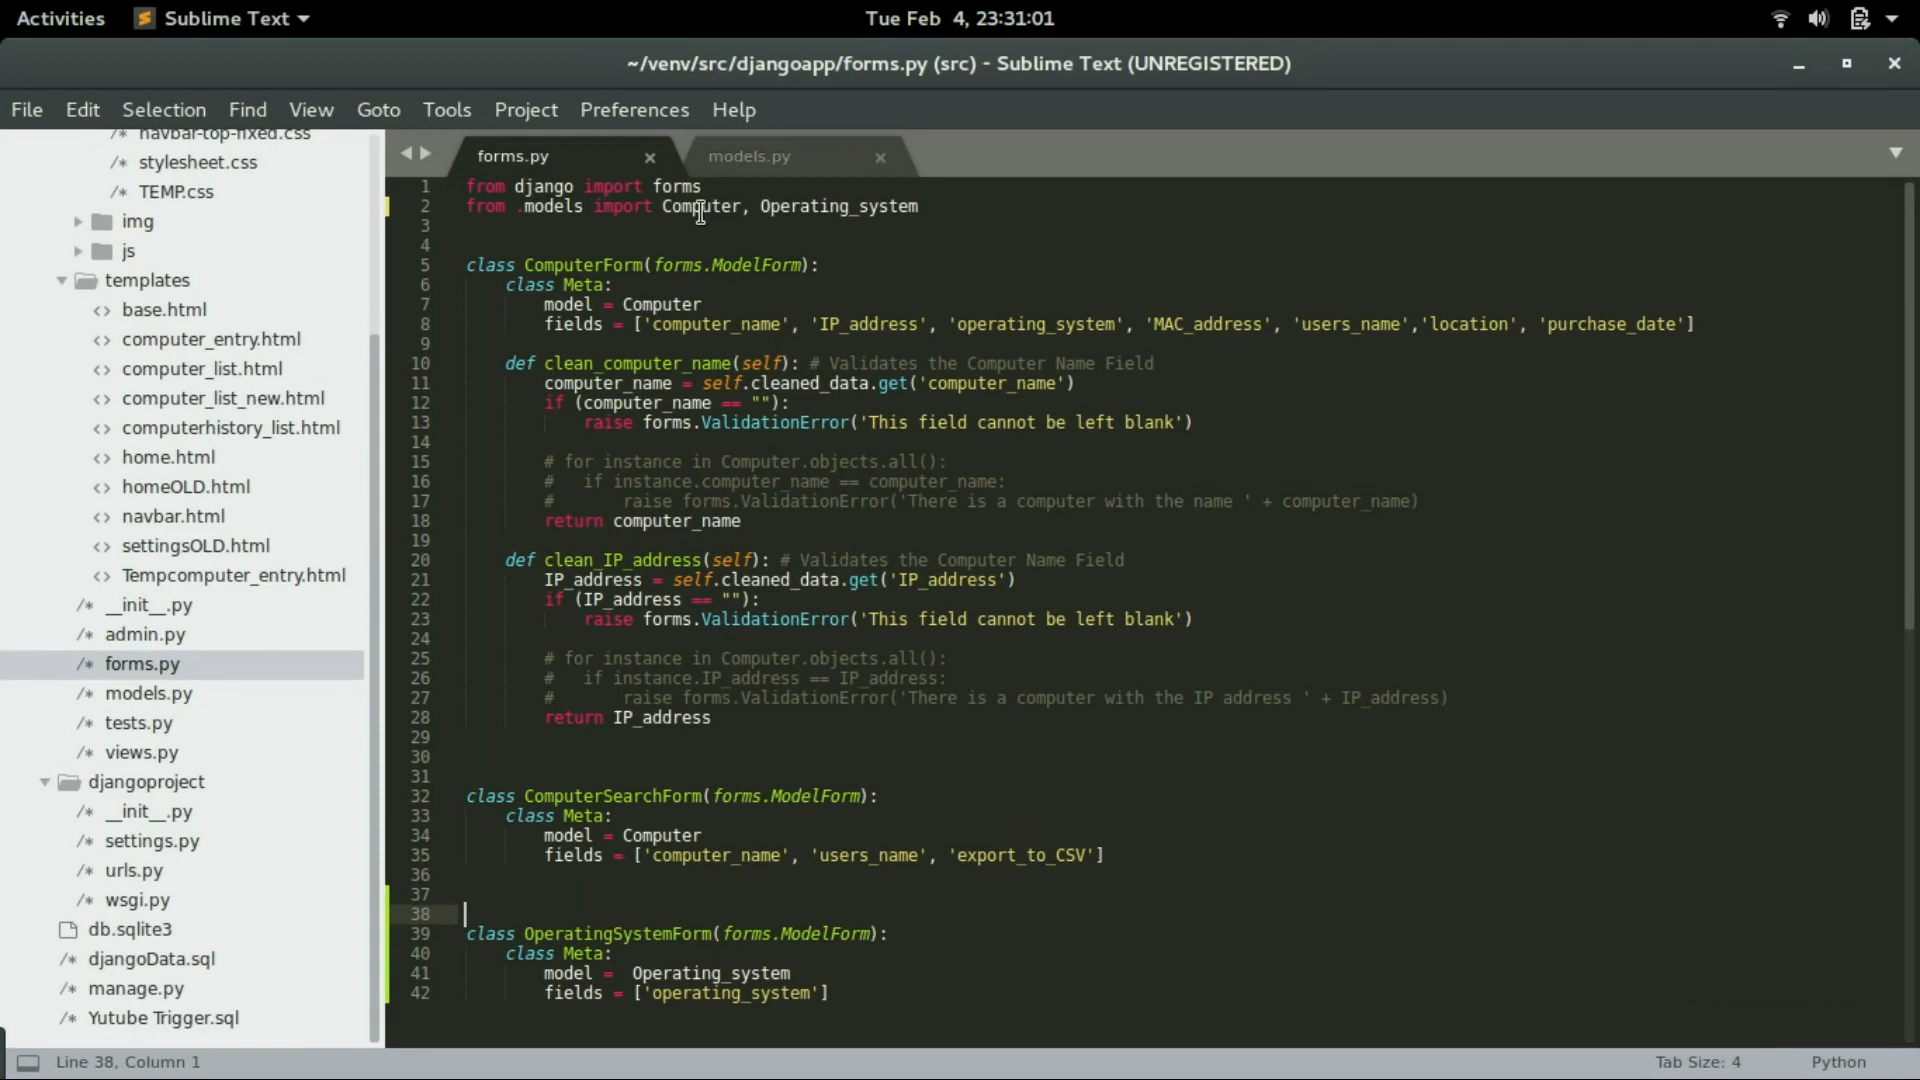 Activities Sublime Text Tue Feb 4, 23:31:01
~/venv/src/djangoapp/forms.py (src) - Sublime Text (UNREGISTERED)
File Edit Selection Find View Goto Tools Project Preferences Help
/* navbar-top-fixed.css
/* stylesheet.css
/* TEMP.css
img
js
templates
<> base.html
<> computer_entry.html
<> computer_list.html
<> computer_list_new.html
<> computerhistory_list.html
<> home.html
<> homeOLD.html
<> navbar.html
<> settingsOLD.html
<> Tempcomputer_entry.html
/* __init__.py
/* admin.py
/* forms.py
/* models.py
/* tests.py
/* views.py
djangoproject
/* __init__.py
/* settings.py
/* urls.py
/* wsgi.py
db.sqlite3
/* djangoData.sql
/* manage.py
/* Yutube Trigger.sql
forms.py models.py
1 from django import forms
2 from .models import Computer, Operating_system
3
4
5 class ComputerForm(forms.ModelForm):
6     class Meta:
7         model = Computer
8         fields = ['computer_name', 'IP_address', 'operating_system', 'MAC_address', 'users_name','location', 'purchase_date']
9
10     def clean_computer_name(self): # Validates the Computer Name Field
11         computer_name = self.cleaned_data.get('computer_name')
12         if (computer_name == ""):
13             raise forms.ValidationError('This field cannot be left blank')
14
15         # for instance in Computer.objects.all():
16         #   if instance.computer_name == computer_name:
17         #       raise forms.ValidationError('There is a computer with the name ' + computer_name)
18         return computer_name
19
20     def clean_IP_address(self): # Validates the Computer Name Field
21         IP_address = self.cleaned_data.get('IP_address')
22         if (IP_address == ""):
23             raise forms.ValidationError('This field cannot be left blank')
24
25         # for instance in Computer.objects.all():
26         #   if instance.IP_address == IP_address:
27         #       raise forms.ValidationError('There is a computer with the IP address ' + IP_address)
28         return IP_address
29
30
31
32 class ComputerSearchForm(forms.ModelForm):
33     class Meta:
34         model = Computer
35         fields = ['computer_name', 'users_name', 'export_to_CSV']
36
37
38
39 class OperatingSystemForm(forms.ModelForm):
40     class Meta:
41         model =  Operating_system
42         fields = ['operating_system']
Line 38, Column 1 Tab Size: 4 Python